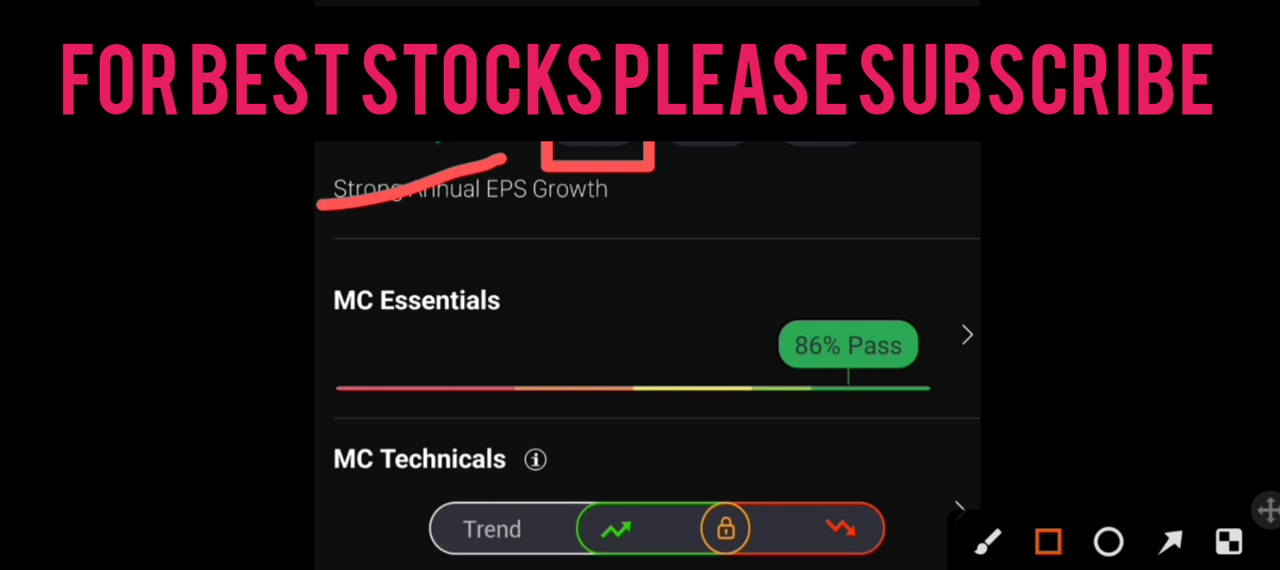 FOR BEST STOCKS PLEASE SUBSCRIBE
Strong Annual EPS Growth
MC Essentials
86% Pass
MC Technicals
Trend